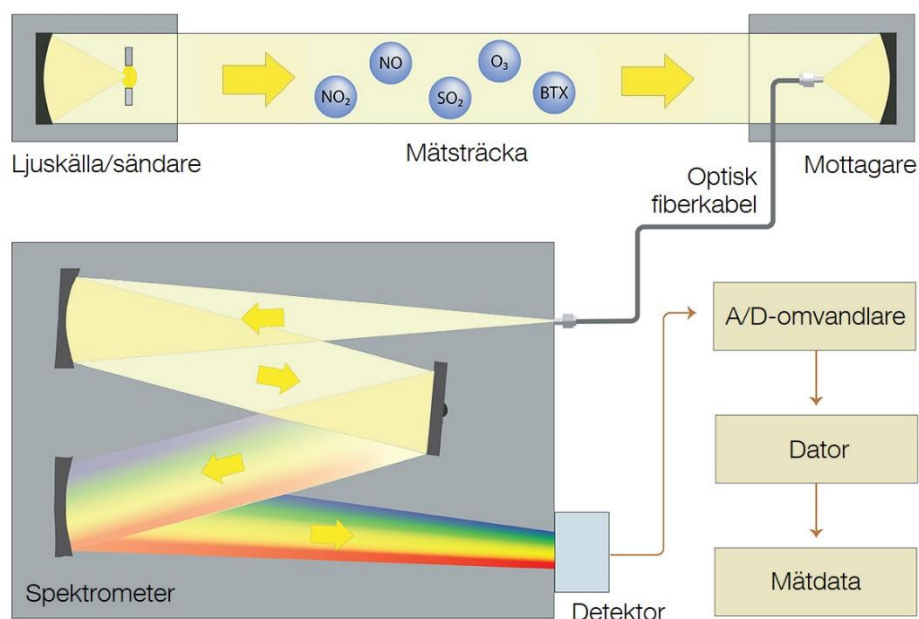 NO₂
NO
SO₂
O₃
BTX
Ljuskälla/sändare
Mätsträcka
Mottagare
Optisk
fiberkabel
A/D-omvandlare
Dator
Mätdata
Spektrometer
Detektor